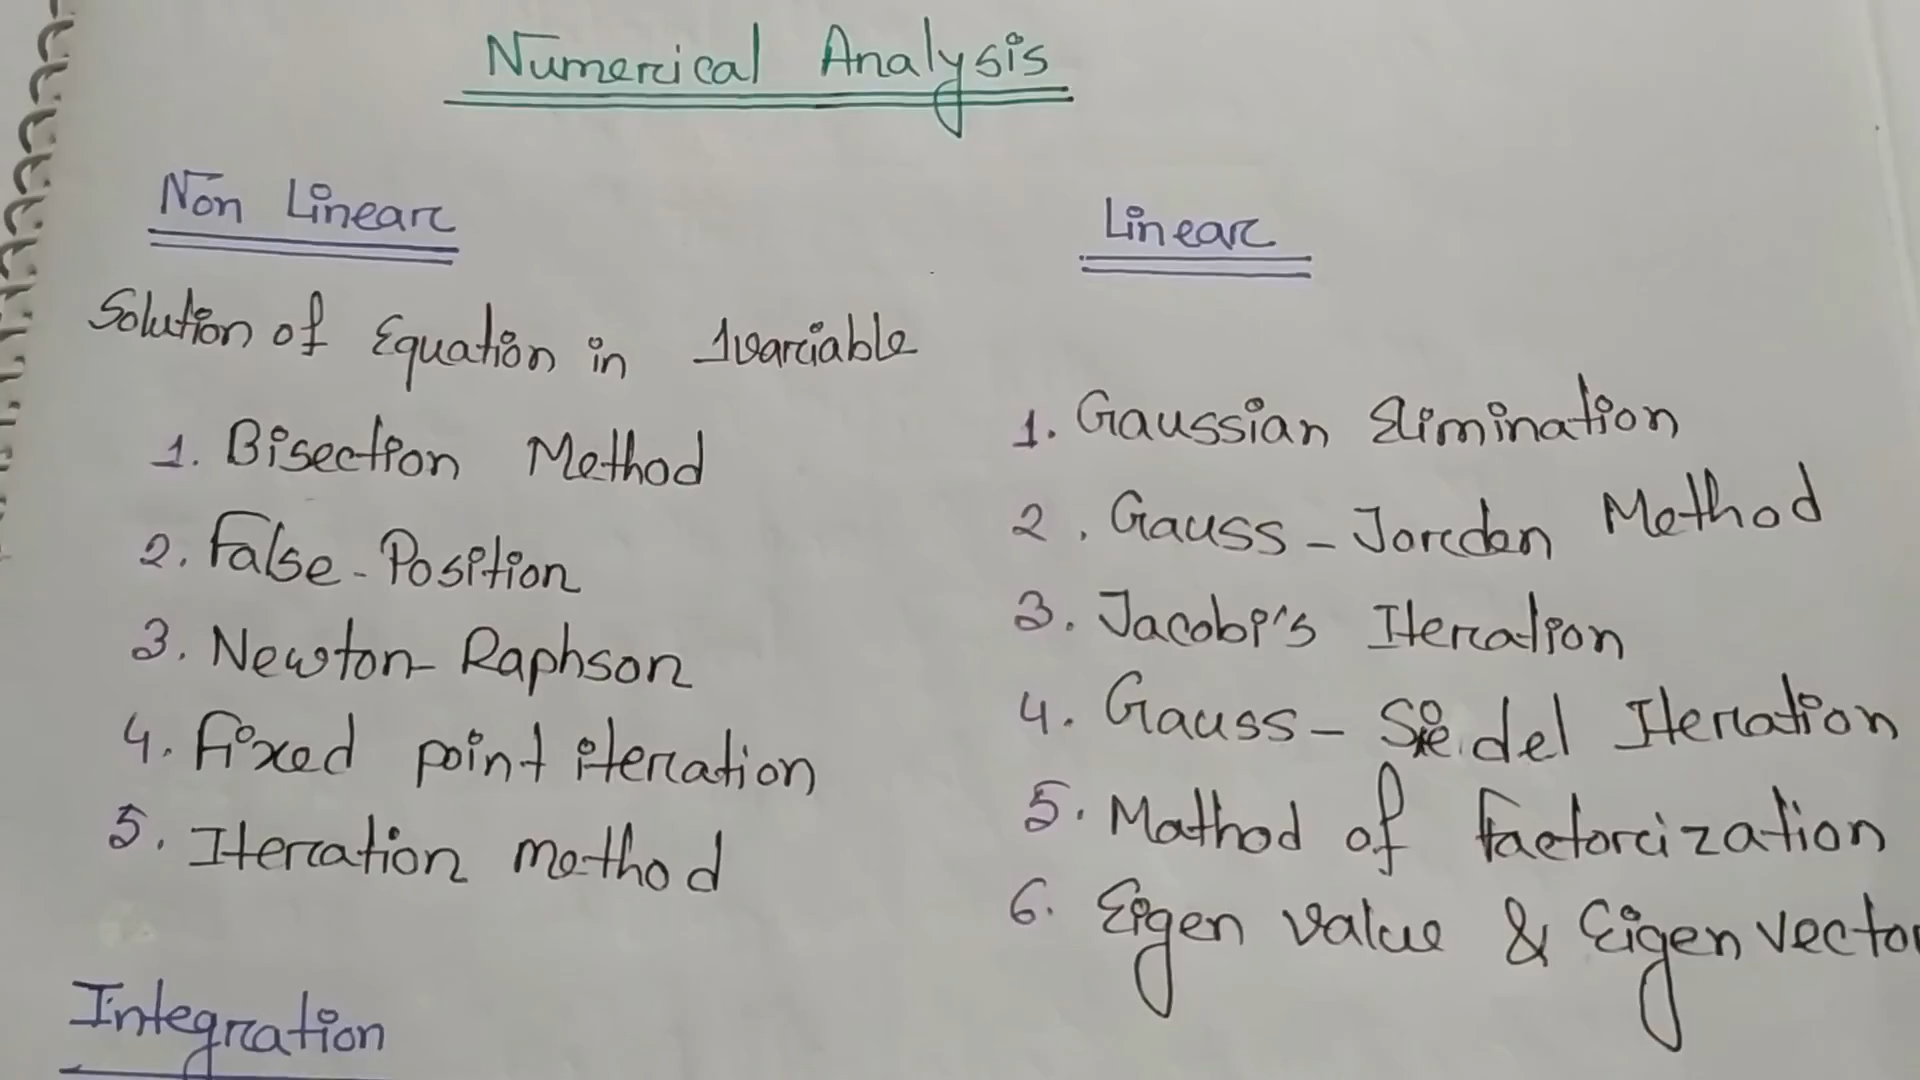 Numerical Analysis
Non Linear
Solution of Equation in 1variable
1. Bisection Method
2. False-Position
3. Newton-Raphson
4. Fixed point iteration
5. Iteration method
Integration
Linear
1. Gaussian Elimination
2. Gauss-Jordan Method
3. Jacobi's Iteration
4. Gauss-Seidel Iteration
5. Mathod of Factorization
6. Eigen value & Eigen vector